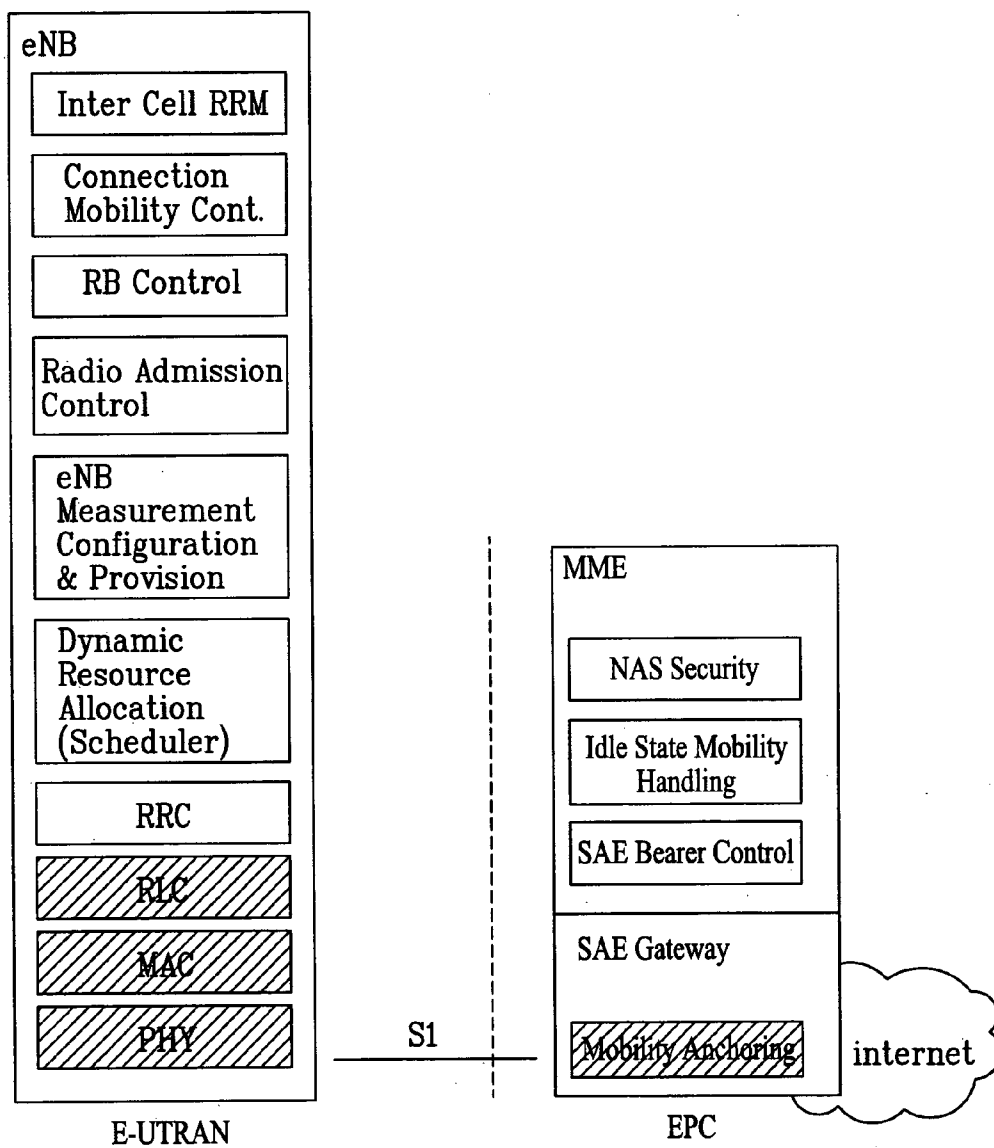 eNB
Inter Cell RRM
Connection
Mobility Cont.
RB Control
Radio Admission
Control
eNB
Measurement
Configuration
& Provision
Dynamic
Resource
Allocation
(Scheduler)
RRC
RLC
MAC
PHY
E-UTRAN
S1
MME
NAS Security
Idle State Mobility
Handling
SAE Bearer Control
SAE Gateway
Mobility Anchoring
EPC
internet